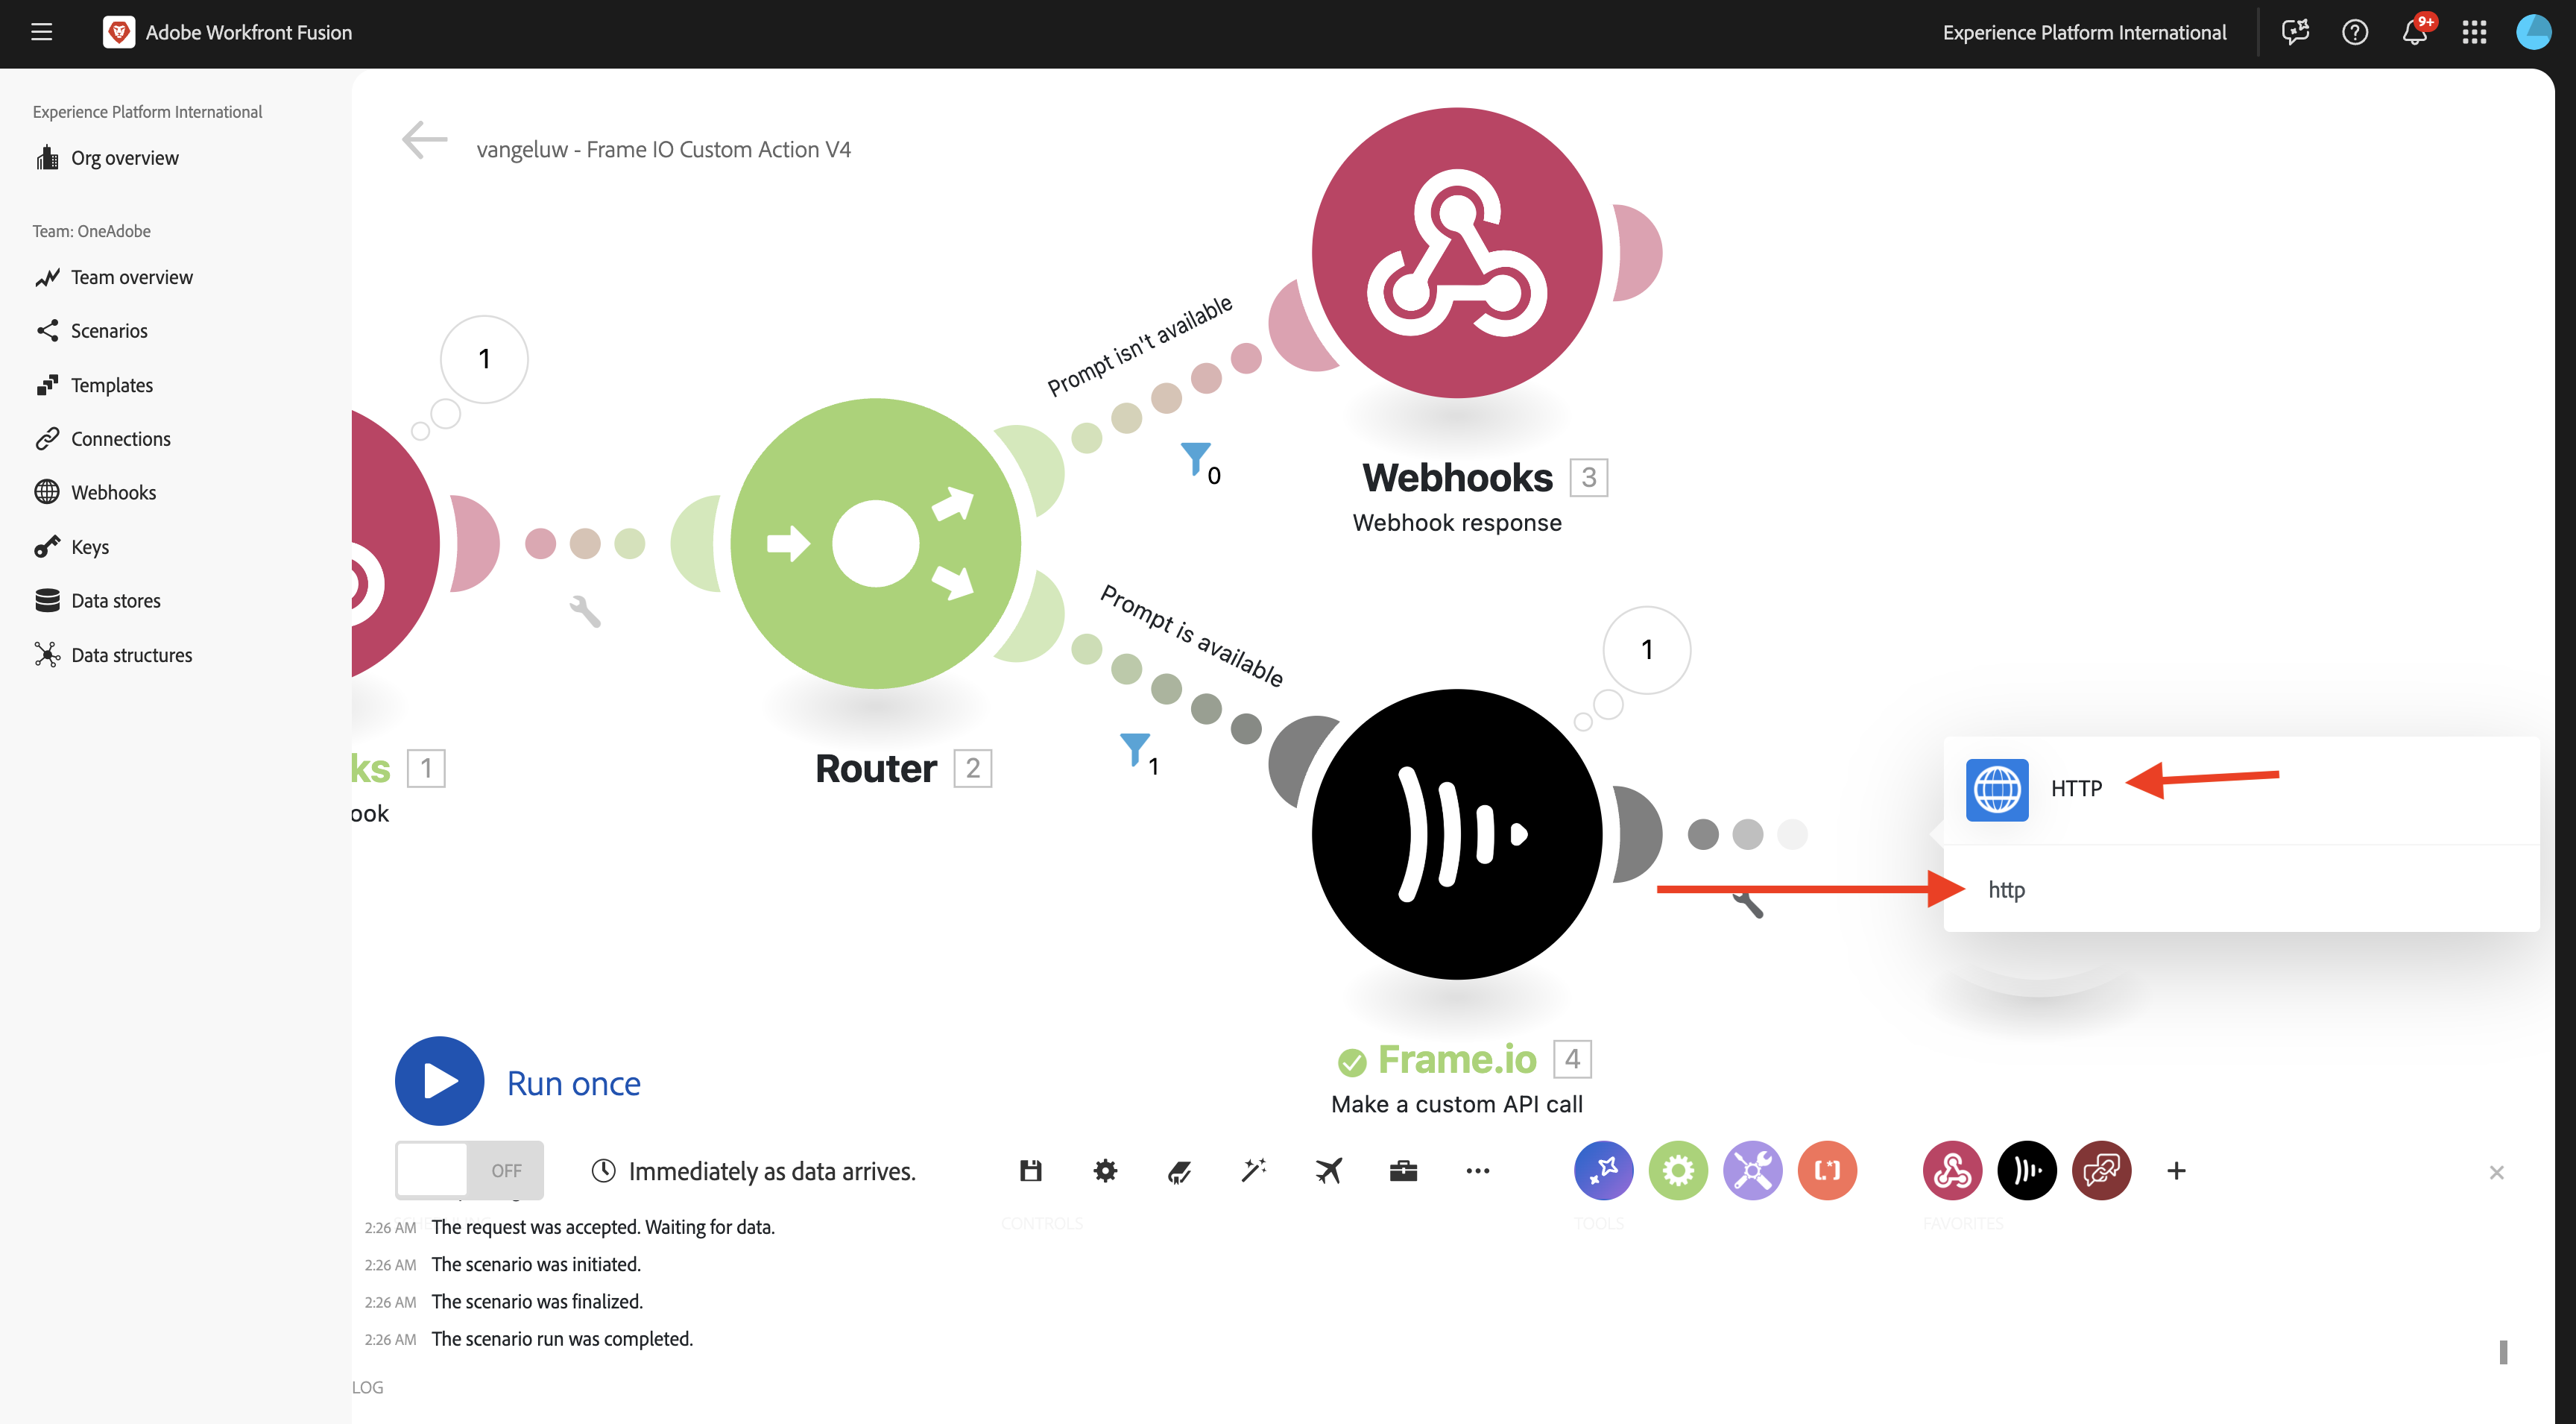 Adobe Workfront Fusion
Experience Platform International
9+
Experience Platform International
Org overview
Team: OneAdobe
Team overview
Scenarios
Templates
Connections
Webhooks
Keys
Data stores
Data structures
vangeluw - Frame IO Custom Action V4
1
Prompt isn't available
0
Webhooks 3
Webhook response
Prompt is available
1
1
ks 1
ook
Router 2
HTTP
http
Frame.io 4
Make a custom API call
Run once
OFF
Immediately as data arrives.
CONTROLS
TOOLS
FAVORITES
2:26 AM The request was accepted. Waiting for data.
2:26 AM The scenario was initiated.
2:26 AM The scenario was finalized.
2:26 AM The scenario run was completed.
LOG